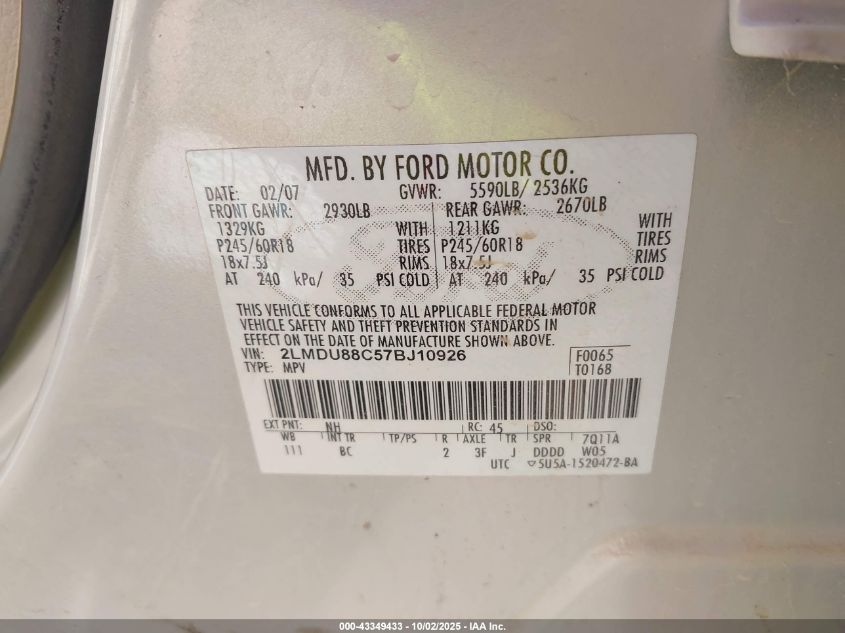 MFD. BY FORD MOTOR CO.
DATE: 02/07 GVWR: 5590LB/ 2536KG
FRONT GAWR: 2930LB REAR GAWR: 2670LB
1329KG WITH 1211KG WITH
P245/60R18 TIRES P245/60R18 TIRES
18x7.5J RIMS 18x7.5J RIMS
AT 240 kPa/ 35 PSI COLD AT 240 kPa/ 35 PSI COLD
THIS VEHICLE CONFORMS TO ALL APPLICABLE FEDERAL MOTOR
VEHICLE SAFETY AND THEFT PREVENTION STANDARDS IN
EFFECT ON THE DATE OF MANUFACTURE SHOWN ABOVE.
VIN: 2LMDU88C57BJ10926 F0065
TYPE: MPV T0168
EXT PNT: NH RC: 45 DSO:
WB INT TR TP/PS R AXLE TR SPR 7Q11A
111 BC 2 3F J DDDD W05
UTC ▽5U5A-1520472-BA
000-43349433 - 10/02/2025 - IAA Inc.